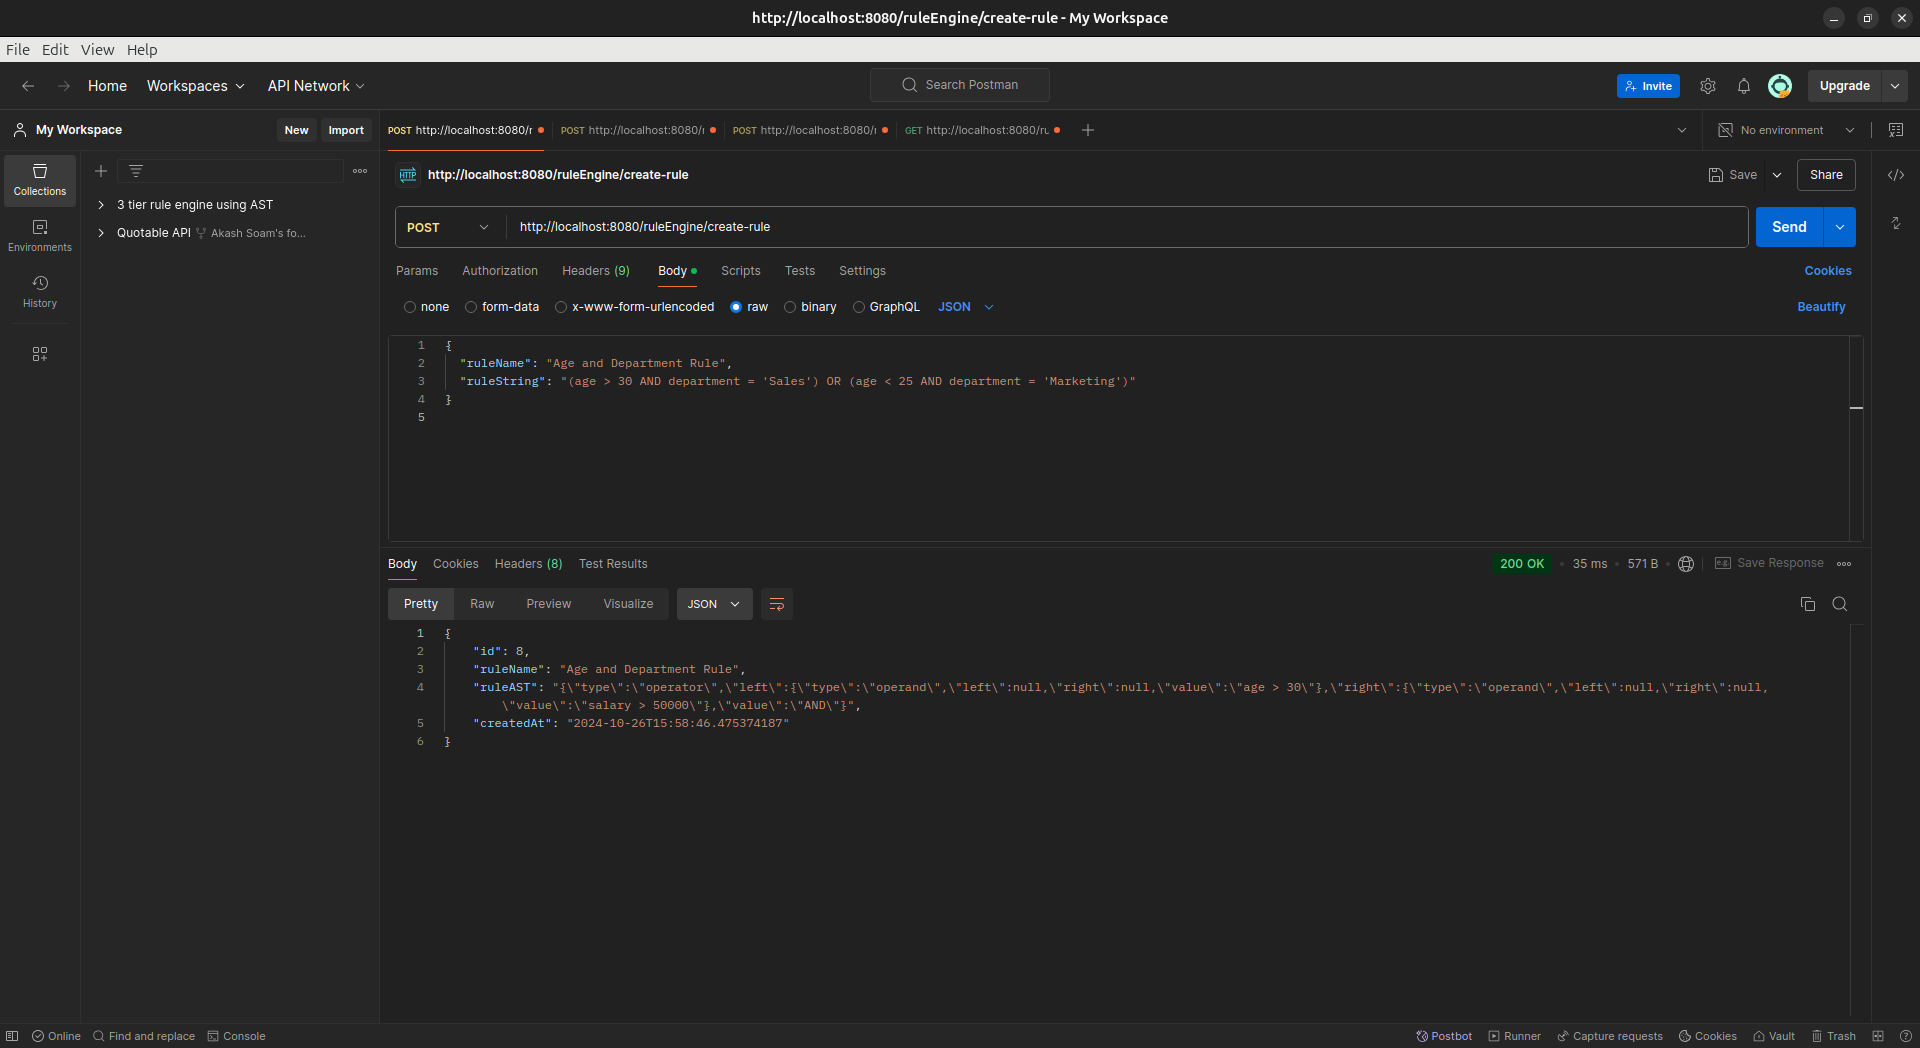 http://localhost:8080/ruleEngine/create-rule - My Workspace
File Edit View Help
Home Workspaces API Network Search Postman Invite Upgrade
My Workspace New Import POST http://localhost:8080/r POST http://localhost:8080/r POST http://localhost:8080/r GET http://localhost:8080/ru No environment
Collections
Environments
History
3 tier rule engine using AST
Quotable API Akash Soam's fo...
HTTP http://localhost:8080/ruleEngine/create-rule Save Share
POST http://localhost:8080/ruleEngine/create-rule Send
Params Authorization Headers (9) Body Scripts Tests Settings Cookies
none form-data x-www-form-urlencoded raw binary GraphQL JSON Beautify
1 {
2 "ruleName": "Age and Department Rule",
3 "ruleString": "(age > 30 AND department = 'Sales') OR (age < 25 AND department = 'Marketing')"
4 }
5
Body Cookies Headers (8) Test Results 200 OK 35 ms 571 B e.g. Save Response
Pretty Raw Preview Visualize JSON
1 {
2 "id": 8,
3 "ruleName": "Age and Department Rule",
4 "ruleAST": "{\"type\":\"operator\",\"left\":{\"type\":\"operand\",\"left\":null,\"right\":null,\"value\":\"age > 30\"},\"right\":{\"type\":\"operand\",\"left\":null,\"right\":null,
\"value\":\"salary > 50000\"},\"value\":\"AND\"}",
5 "createdAt": "2024-10-26T15:58:46.475374187"
6 }
Online Find and replace Console Postbot Runner Capture requests Cookies Vault Trash